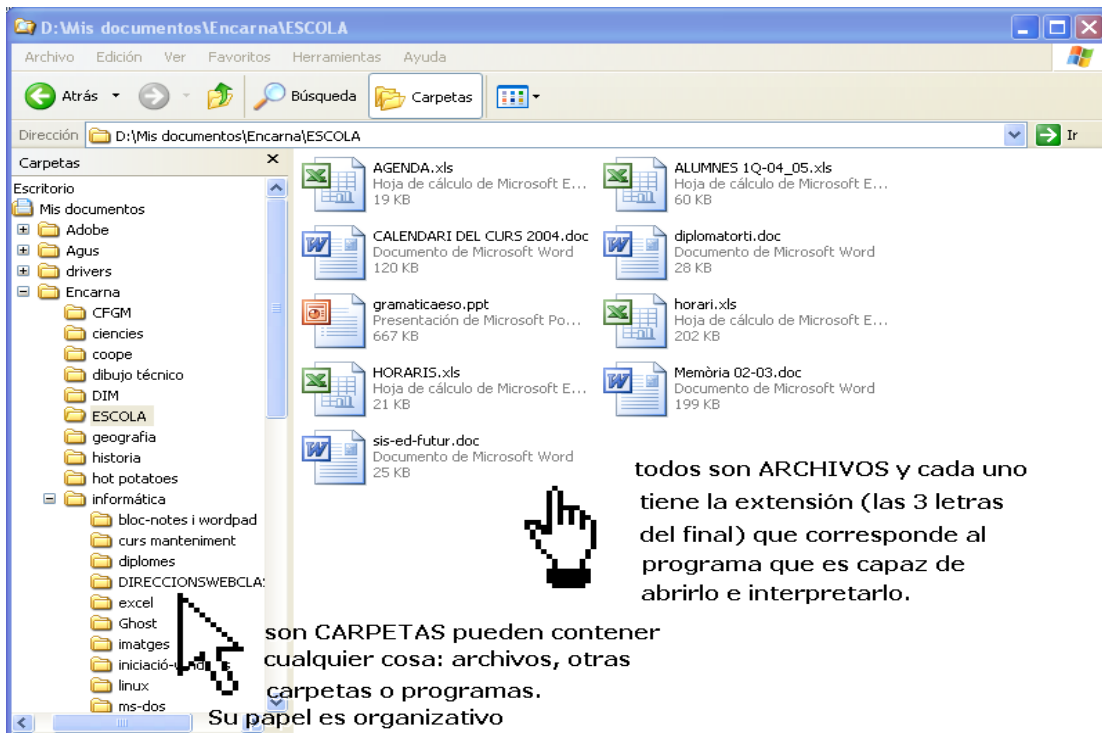 D:\Mis documentos\Encarna\ESCOLA
Archivo Edición Ver Favoritos Herramientas Ayuda
Atrás Búsqueda Carpetas
Dirección D:\Mis documentos\Encarna\ESCOLA Ir
Carpetas
Escritorio
Mis documentos
Adobe
Agus
drivers
Encarna
CFGM
ciencies
coope
dibujo técnico
DIM
ESCOLA
geografia
historia
hot potatoes
informática
bloc-notes i wordpad
curs manteniment
diplomes
DIRECCIONSWEBCLA
excel
Ghost
imatges
linux
ms-dos
AGENDA.xls
Hoja de cálculo de Microsoft E...
19 KB
ALUMNES 1Q-04_05.xls
Hoja de cálculo de Microsoft E...
60 KB
CALENDARI DEL CURS 2004.doc
Documento de Microsoft Word
120 KB
diplomatorti.doc
Documento de Microsoft Word
28 KB
gramaticaeso.ppt
Presentación de Microsoft Po...
667 KB
horari.xls
Hoja de cálculo de Microsoft E...
202 KB
HORARIS.xls
Hoja de cálculo de Microsoft E...
21 KB
Memòria 02-03.doc
Documento de Microsoft Word
199 KB
sis-ed-futur.doc
Documento de Microsoft Word
25 KB
todos son ARCHIVOS y cada uno
tiene la extensión (las 3 letras
del final) que corresponde al
programa que es capaz de
abrirlo e interpretarlo.
son CARPETAS pueden contener
cualquier cosa: archivos, otras
carpetas o programas.
Su papel es organizativo